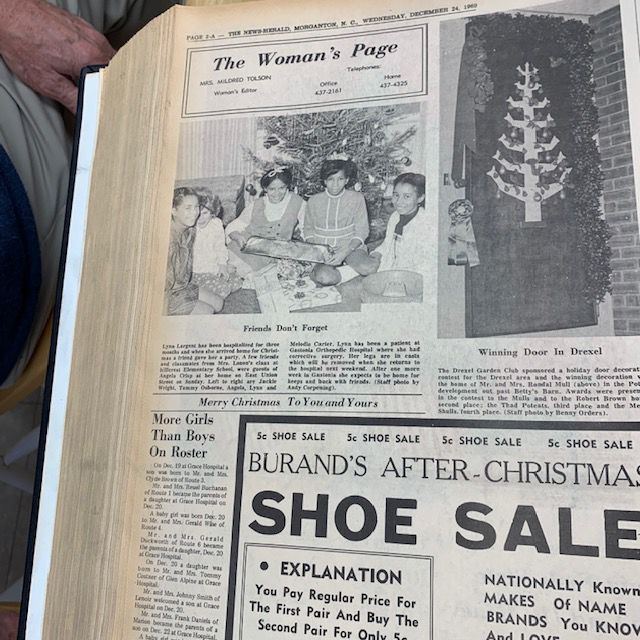 PAGE 2-A — THE NEWS-HERALD, MORGANTON, N. C., WEDNESDAY, DECEMBER 24, 1969
The Woman's Page
MRS. MILDRED TOLSON
Woman's Editor
Telephones:
Office
437-2161
Home
437-4325
Friends Don't Forget
Lynn Largent has been hospitalized for three
months and when she arrived home for Christ-
mas a friend gave her a party. A few friends
and classmates from Mrs. Lunn's class at
hillcrest Elementary School, were guests of
Angela Crisp at her home on East Union
Street on Sunday. Left to right are Jackie
Wright, Tammy Osborne, Angela, Lynn and
Melodie Carter. Lynn has been a patient at
Gastonia Orthopedic Hospital where she had
corrective surgery. Her legs are in casts
which will be removed when she returns to
the hospital next weekend. After one more
week in Gastonia she expects to be home for
keeps and back with friends. (Staff photo by
Andy Carpening.)
Winning Door In Drexel
The Drexel Garden Club sponsored a holiday door decorat
contest for the Drexel area and the winning decoration w
the home of Mr. and Mrs. Randal Mull (above) in the Pot
development out past Betty's Barn. Awards were present
in the contest to the Mulls and to the Robert Brown ho
second place; the Thad Poteats, third place, and the Me
Shulls, fourth place. (Staff photo by Benny Orders).
Merry Christmas To You and Yours
More Girls
Than Boys
On Roster
On Dec. 19 at Grace Hospital a
son was born to Mr. and Mrs.
Clyde Brown of Route 3.
Mr. and Mrs. Reuel Buchanan
of Route 1 became the parents of
a daughter at Grace Hospital on
Dec. 20.
A baby girl was born Dec. 20
to Mr. and Mrs. Gerald Wise of
Route 4.
Mr. and Mrs. Gerald
Duckworth of Route 6 became
the parents of a daughter, Dec. 20
at Grace Hospital.
On Dec. 20 a daughter was
born to Mr. and Mrs. Tommy
Costner of Glen Alpine at Grace
Hospital.
Mr. and Mrs. Johnny Smith of
Lenoir welcomed a son at Grace
Hospital on Dec. 20.
Mr. and Mrs. Frank Daniels of
Marion became the parents of a
son on Dec. 22 at Grace Hospital.
A baby girl was
5c SHOE SALE 5c SHOE SALE 5c SHOE SALE 5c SHOE SALE
BURAND'S AFTER-CHRISTMAS
SHOE SALE
• EXPLANATION
You Pay Regular Price For
The First Pair And Buy The
Second Pair For Only 5c
NATIONALLY Known
MAKES Of NAME
BRANDS You KNOW
And LOVE